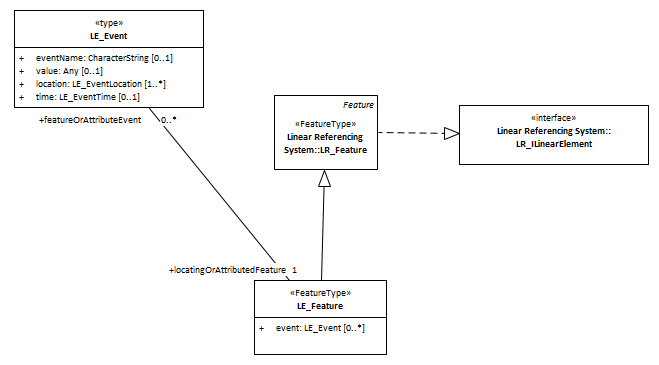 «type»
LE_Event
+ eventName: CharacterString [0..1]
+ value: Any [0..1]
+ location: LE_EventLocation [1..*]
+ time: LE_EventTime [0..1]
+featureOrAttributeEvent 0..*
Feature
«FeatureType»
Linear Referencing
System::LR_Feature
«interface»
Linear Referencing System::
LR_ILinearElement
+locatingOrAttributedFeature 1
«FeatureType»
LE_Feature
+ event: LE_Event [0..*]